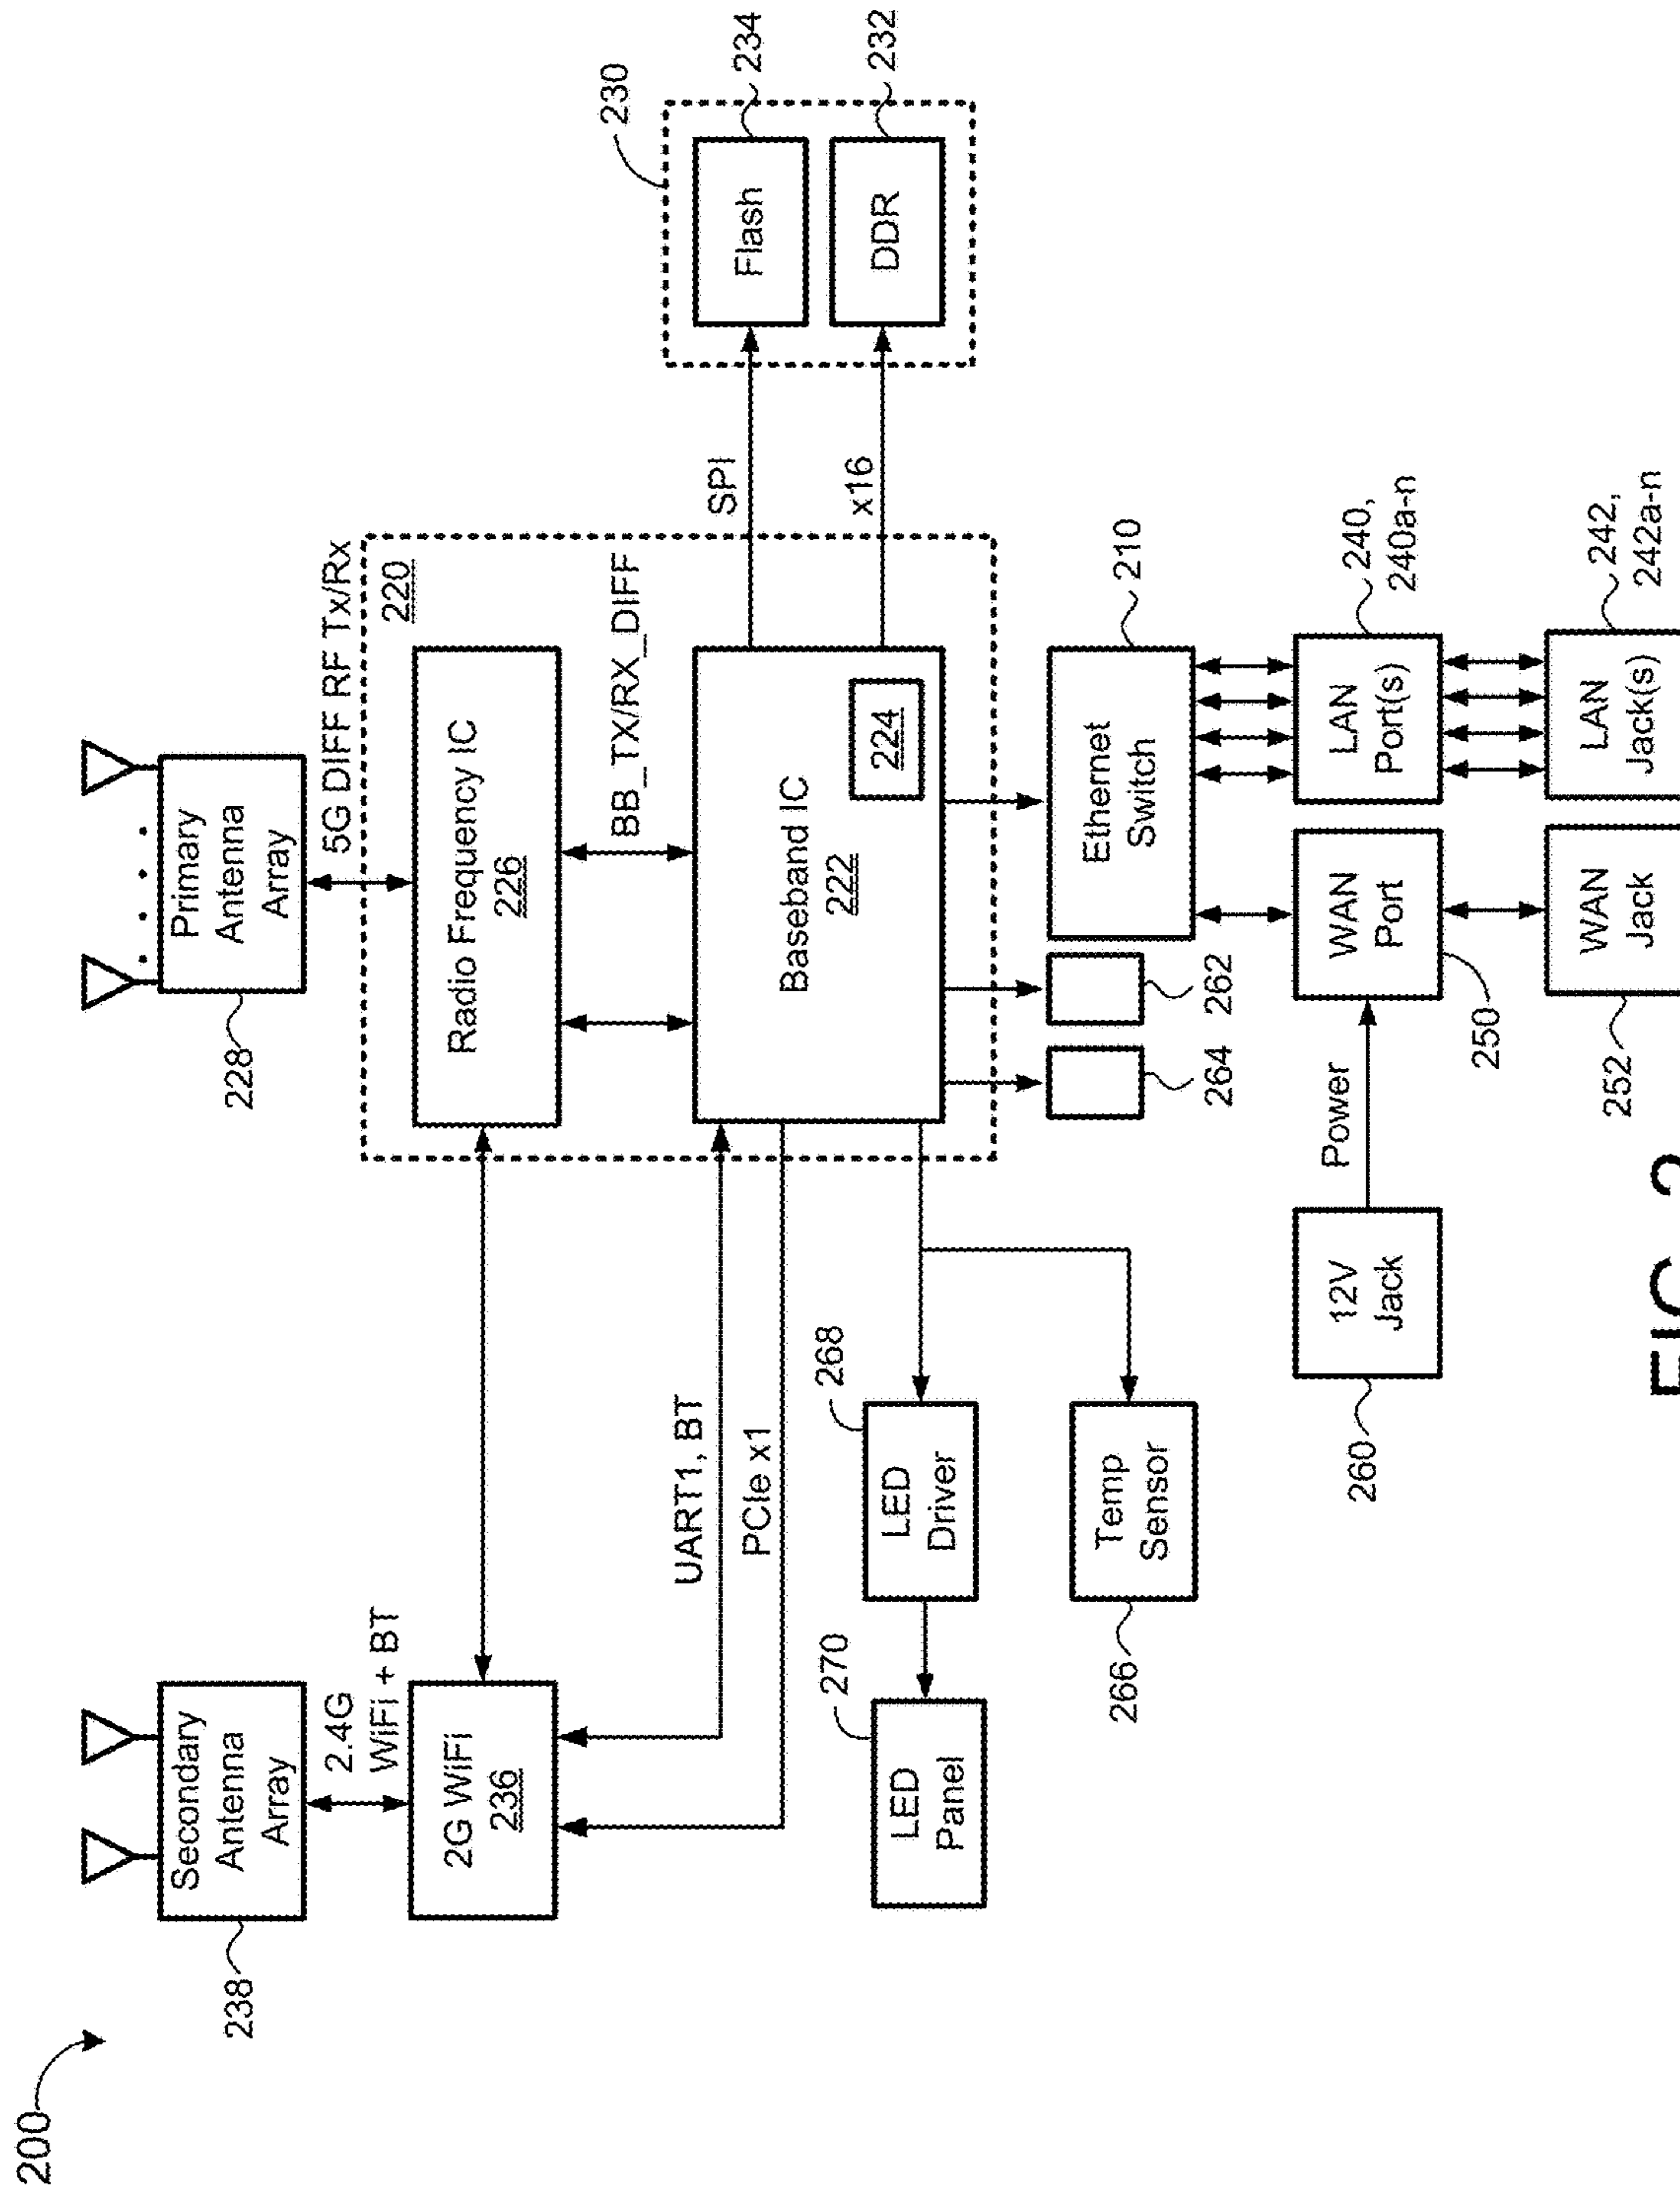 200
238
Secondary
Antenna
Array
2.4G
WiFi + BT
2G WiFi
236
228
Primary
Antenna
Array
5G DIFF RF Tx/Rx
220
Radio Frequency IC
226
BB_TX/RX_DIFF
Baseband IC
222
224
UART1, BT
PCIe x1
SPI
x16
230
Flash
234
DDR
232
270
LED
Panel
268
LED
Driver
266
Temp
Sensor
264
262
Ethernet
Switch
210
260
12V
Jack
Power
WAN
Port
250
LAN
Port(s)
240,
240a-n
252
WAN
Jack
LAN
Jack(s)
242,
242a-n